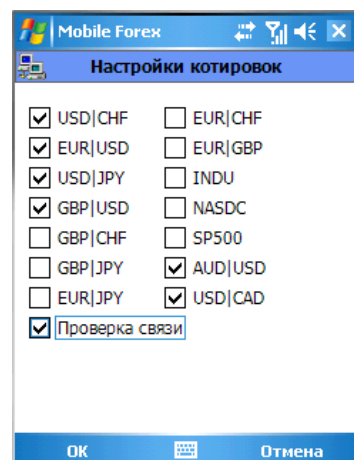 Mobile Forex
Настройки котировок
USD|CHF EUR|CHF
EUR|USD EUR|GBP
USD|JPY INDU
GBP|USD NASDC
GBP|CHF SP500
GBP|JPY AUD|USD
EUR|JPY USD|CAD
Проверка связи
ОК Отмена